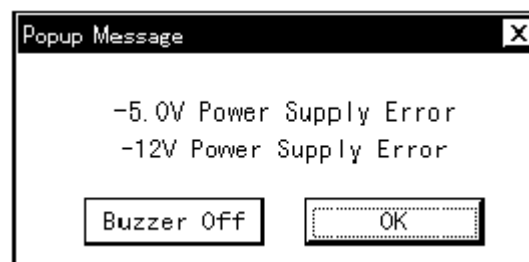 Popup Message
-5.0V Power Supply Error
-12V Power Supply Error
Buzzer Off OK